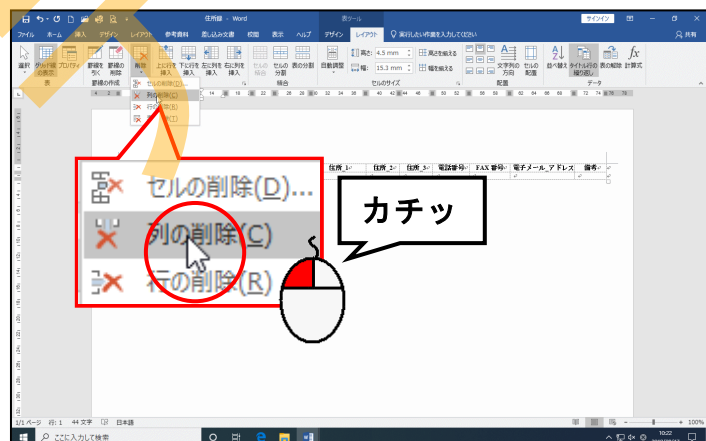 住所録 - Word
表ツール
サインイン
ファイル ホーム 挿入 デザイン レイアウト 参考資料 差し込み文書 校閲 表示 ヘルプ デザイン レイアウト 実行したい作業を入力してください 共有
選択 グリッド線の表示 プロパティ 罫線を引く 罫線の削除 削除 上に行を挿入 下に行を挿入 左に列を挿入 右に列を挿入 セルの結合 セルの分割 表の分割 自動調整 高さ: 4.5 mm 高さを揃える 幅: 15.3 mm 幅を揃える 文字列の方向 セルの配置 並べ替え タイトル行の繰り返し 表の解除 計算式
表 罫線の作成 結合 セルのサイズ 配置 データ
セルの削除(D)...
列の削除(C)
行の削除(R)
住所_1 住所_2 住所_3 電話番号 FAX 番号 電子メール_アドレス 備考
セルの削除(D)...
列の削除(C)
行の削除(R)
カチッ
1/1 ページ 行: 1 44 文字 日本語 100%
ここに入力して検索
10:22